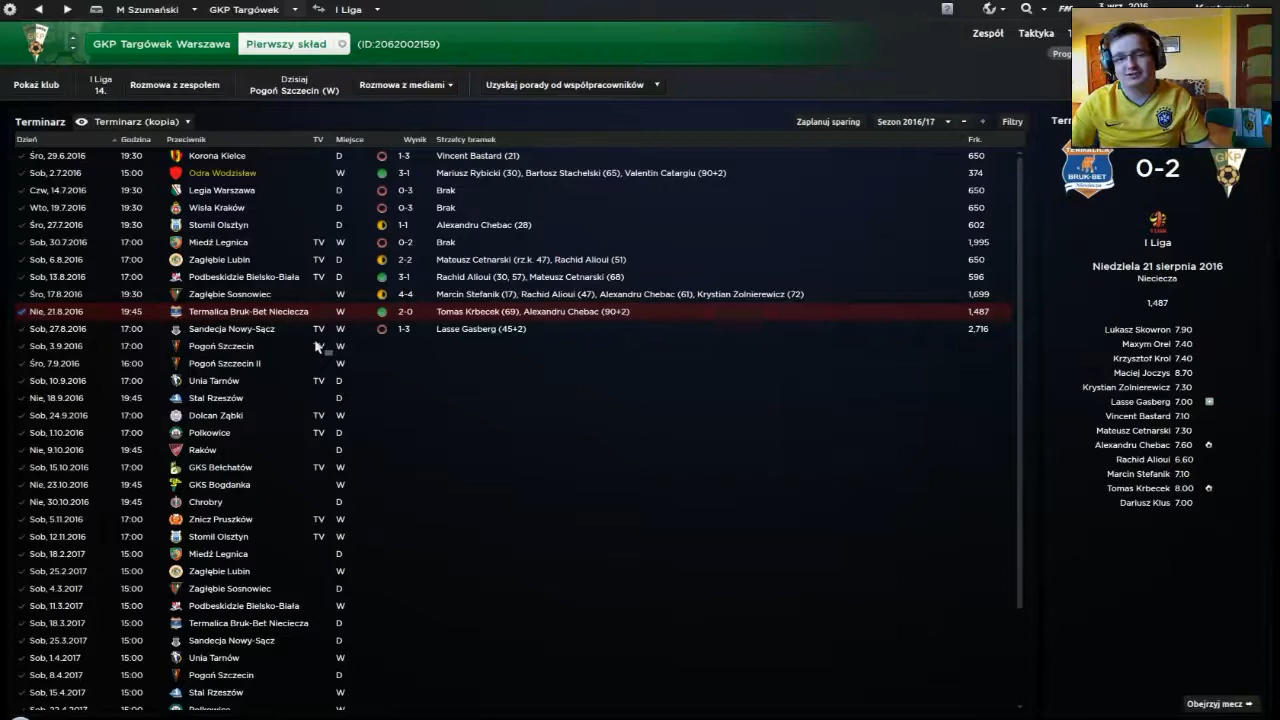 M Szumański GKP Targówek I Liga 3 wrz. 2016
GKP Targówek Warszawa Pierwszy skład (ID:2062002159) Zespół Taktyka
Pokaż klub I Liga 14. Rozmowa z zespołem Dzisiaj Pogoń Szczecin (W) Rozmowa z mediami Uzyskaj porady od współpracowników
Terminarz Terminarz (kopia) Zaplanuj sparing Sezon 2016/17 - + Filtry
Dzień Godzina Przeciwnik TV Miejsce Wynik Strzelcy bramek Frk.
Śro, 29.6.2016 19:30 Korona Kielce D 1-3 Vincent Bastard (21) 650
Sob, 2.7.2016 15:00 Odra Wodzisław W 3-1 Mariusz Rybicki (30), Bartosz Stachelski (65), Valentin Catargiu (90+2) 374
Czw, 14.7.2016 19:30 Legia Warszawa D 0-3 Brak 650
Wto, 19.7.2016 19:30 Wisła Kraków D 0-3 Brak 650
Śro, 27.7.2016 19:30 Stomil Olsztyn D 1-1 Alexandru Chebac (28) 602
Sob, 30.7.2016 17:00 Miedź Legnica TV W 0-2 Brak 1,995
Sob, 6.8.2016 17:00 Zagłębie Lubin TV D 2-2 Mateusz Cetnarski (rz.k. 47), Rachid Alioui (51) 650
Sob, 13.8.2016 17:00 Podbeskidzie Bielsko-Biała TV D 3-1 Rachid Alioui (30, 57), Mateusz Cetnarski (68) 596
Śro, 17.8.2016 19:30 Zagłębie Sosnowiec W 4-4 Marcin Stefanik (17), Rachid Alioui (47), Alexandru Chebac (61), Krystian Zolnierewicz (72) 1,699
Nie, 21.8.2016 19:45 Termalica Bruk-Bet Nieciecza W 2-0 Tomas Krbecek (69), Alexandru Chebac (90+2) 1,487
Sob, 27.8.2016 17:00 Sandecja Nowy-Sącz TV W 1-3 Lasse Gasberg (45+2) 2,716
Sob, 3.9.2016 17:00 Pogoń Szczecin TV W
Śro, 7.9.2016 16:00 Pogoń Szczecin II W
Sob, 10.9.2016 17:00 Unia Tarnów TV D
Nie, 18.9.2016 19:45 Stal Rzeszów D
Sob, 24.9.2016 17:00 Dolcan Ząbki TV W
Sob, 1.10.2016 17:00 Polkowice TV D
Nie, 9.10.2016 19:45 Raków D
Sob, 15.10.2016 17:00 GKS Bełchatów TV W
Nie, 23.10.2016 19:45 GKS Bogdanka W
Nie, 30.10.2016 19:45 Chrobry D
Sob, 5.11.2016 17:00 Znicz Pruszków TV W
Sob, 12.11.2016 17:00 Stomil Olsztyn TV W
Sob, 18.2.2017 15:00 Miedź Legnica D
Sob, 25.2.2017 15:00 Zagłębie Lubin W
Sob, 4.3.2017 15:00 Zagłębie Sosnowiec D
Sob, 11.3.2017 15:00 Podbeskidzie Bielsko-Biała W
Sob, 18.3.2017 15:00 Termalica Bruk-Bet Nieciecza D
Sob, 25.3.2017 15:00 Sandecja Nowy-Sącz D
Sob, 1.4.2017 15:00 Unia Tarnów W
Sob, 8.4.2017 15:00 Pogoń Szczecin D
Sob, 15.4.2017 15:00 Stal Rzeszów W
Sob, 22.4.2017 15:00 Polkowice W
TERMALICA
BRUK-BET
Nieciecza
0-2
GKP
I Liga
Niedziela 21 sierpnia 2016
Nieciecza
1,487
Lukasz Skowron 7.90
Maxym Orel 7.40
Krzysztof Krol 7.40
Maciej Joczys 8.70
Krystian Zolnierewicz 7.30
Lasse Gasberg 7.00
Vincent Bastard 7.10
Mateusz Cetnarski 7.30
Alexandru Chebac 7.60
Rachid Alioui 6.60
Marcin Stefanik 7.10
Tomas Krbecek 8.00
Dariusz Klus 7.00
Obejrzyj mecz